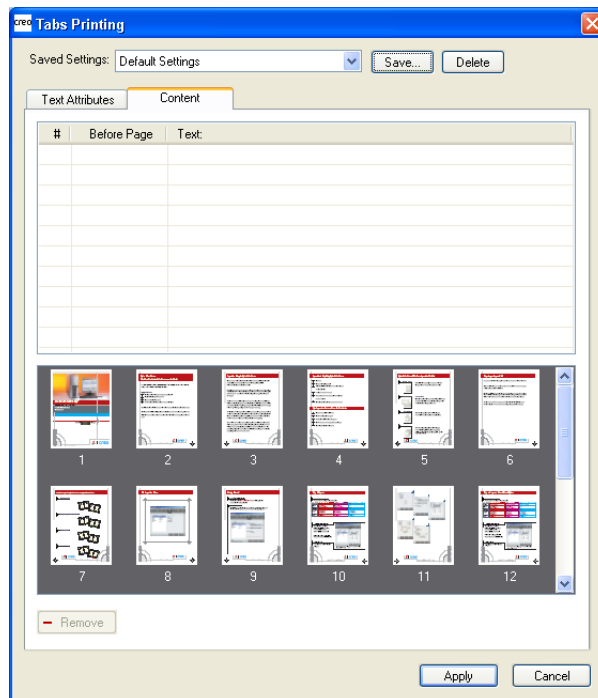 creo Tabs Printing
Saved Settings: Default Settings Save... Delete
Text Attributes Content
# Before Page Text:
1 2 3 4 5 6
7 8 9 10 11 12
Remove
Apply Cancel